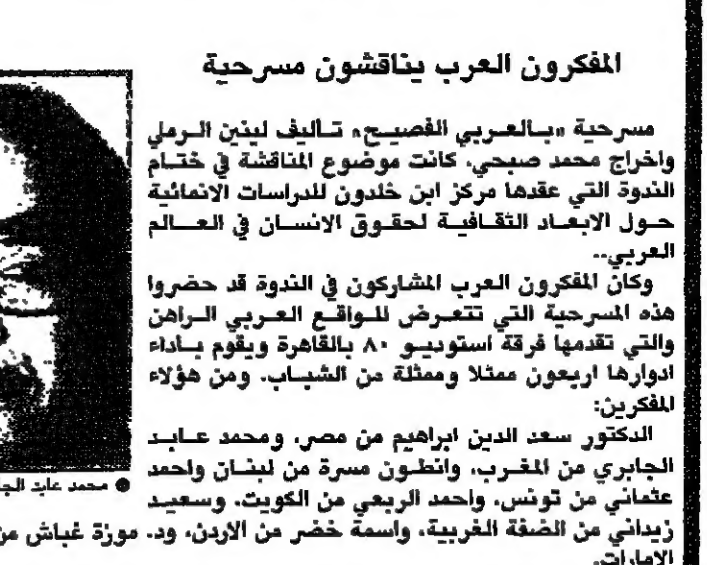 المفكرون العرب يناقشون مسرحية
مسرحية «بالعربي الفصيح» تأليف لينين الرملي
واخراج محمد صبحي، كانت موضوع المناقشة في ختام
الندوة التي عقدها مركز ابن خلدون للدراسات الانمائية
حول الابعاد الثقافية لحقوق الانسان في العالم
العربي..
وكان المفكرون العرب المشاركون في الندوة قد حضروا
هذه المسرحية التي تتعرض للواقع العربي الراهن
والتي تقدمها فرقة استوديو ٨٠ بالقاهرة ويقوم باداء
ادوارها اربعون ممثلا وممثلة من الشباب. ومن هؤلاء
المفكرين:
الدكتور سعد الدين ابراهيم من مصر، ومحمد عابد
الجابري من المغرب، وانطون مسرة من لبنان واحمد
عثماني من تونس، واحمد الربعي من الكويت، وسعيد
زيداني من الضفة الغربية، واسمة خضر من الاردن، ود. موزة غباش من
الامارات.
● محمد عابد الجا